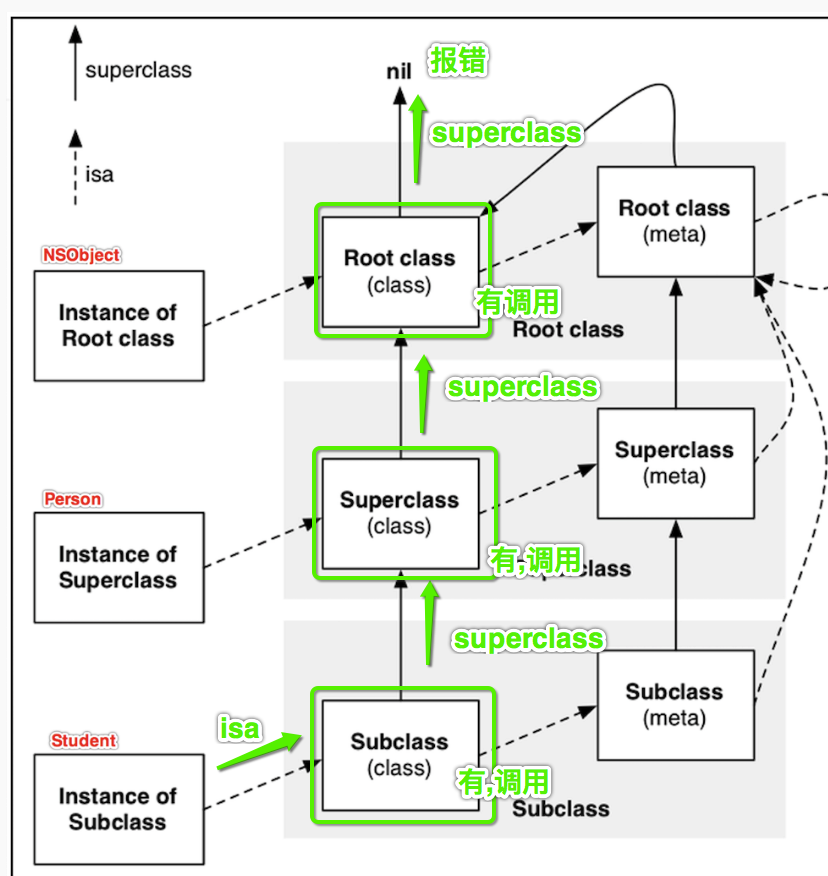 superclass
isa
nil
报错
superclass
Root class
(meta)
NSObject
Instance of
Root class
Root class
(class)
有调用
Root class
superclass
Person
Instance of
Superclass
Superclass
(class)
Superclass
(meta)
有,调用
class
superclass
Student
Instance of
Subclass
isa
Subclass
(class)
Subclass
(meta)
有,调用
Subclass